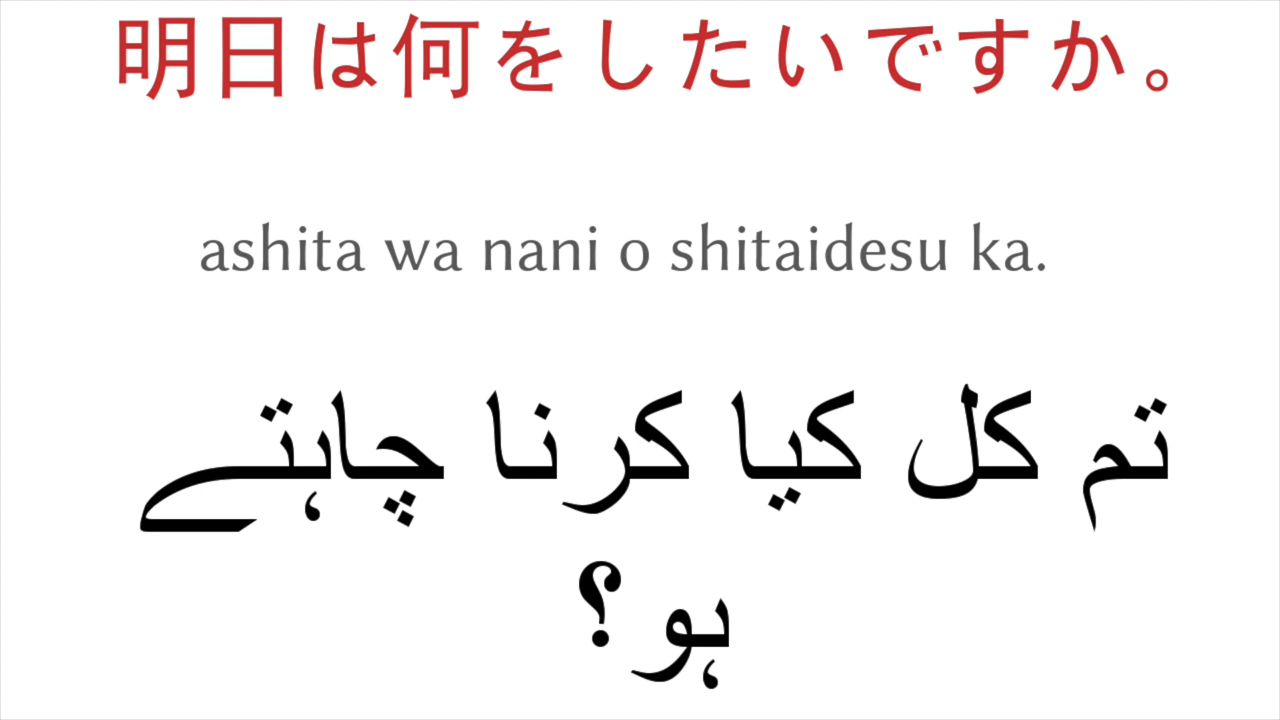 明日は何をしたいですか。
ashita wa nani o shitaidesu ka.
تم کل کیا کرنا چاہتے
ہو؟